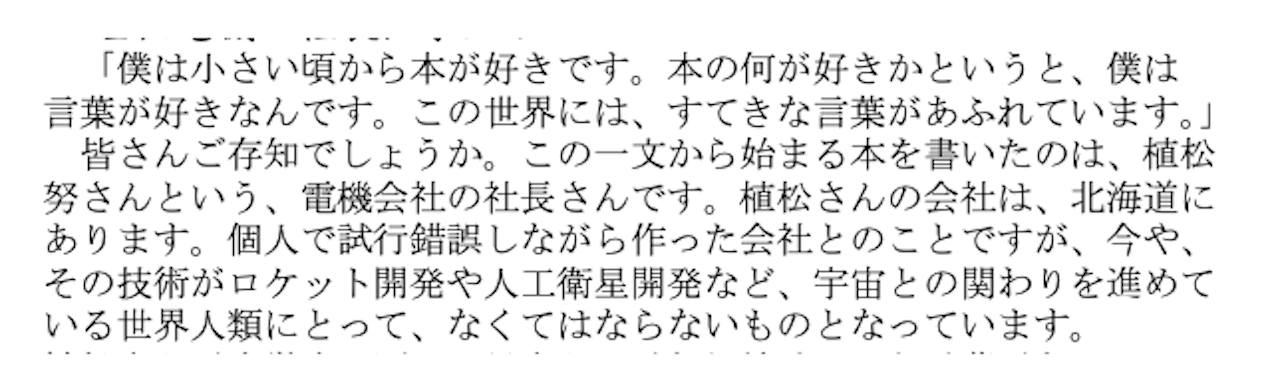 「僕は小さい頃から本が好きです。本の何が好きかというと、僕は
言葉が好きなんです。この世界には、すてきな言葉があふれています。」
皆さんご存知でしょうか。この一文から始まる本を書いたのは、植松
努さんという、電機会社の社長さんです。植松さんの会社は、北海道に
あります。個人で試行錯誤しながら作った会社とのことですが、今や、
その技術がロケット開発や人工衛星開発など、宇宙との関わりを進めて
いる世界人類にとって、なくてはならないものとなっています。